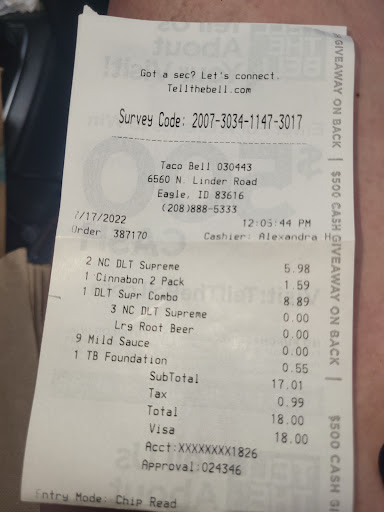 Got a sec? Let's connect.
Tellthebell.com
Survey Code: 2007-3034-1147-3017
Taco Bell 030443
6560 N. Linder Road
Eagle, ID 83616
(208)888-5333
/17/2022 12:05:44 PM
Order 387170 Cashier: Alexandra H
2 NC DLT Supreme 5.98
1 Cinnabon 2 Pack 1.59
1 DLT Supr Combo 8.89
3 NC DLT Supreme 0.00
Lrg Root Beer 0.00
9 Mild Sauce 0.00
1 TB Foundation 0.55
SubTotal 17.01
Tax 0.99
Total 18.00
Visa 18.00
Acct:XXXXXXXX1826
Approval:024346
Entry Mode: Chip Read
GIVEAWAY ON BACK | $500 CASH GIVEAWAY ON BACK | $500 CASH